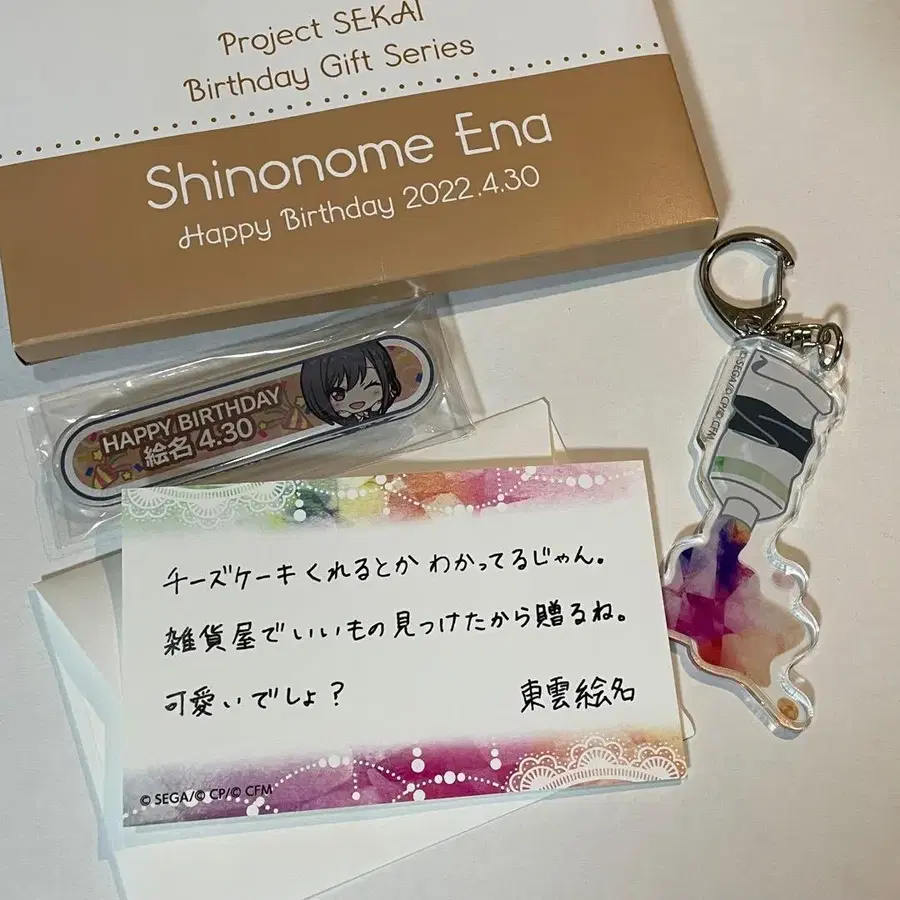 Project SEKAI
Birthday Gift Series
Shinonome Ena
Happy Birthday 2022.4.30
HAPPY BIRTHDAY
絵名 4.30
©SEGA/©CP/©CFM
チーズケーキくれるとか わかってるじゃん。
雑貨屋でいいもの見つけたから贈るね。
可愛いでしょ?
東雲絵名
© SEGA/© CP/© CFM